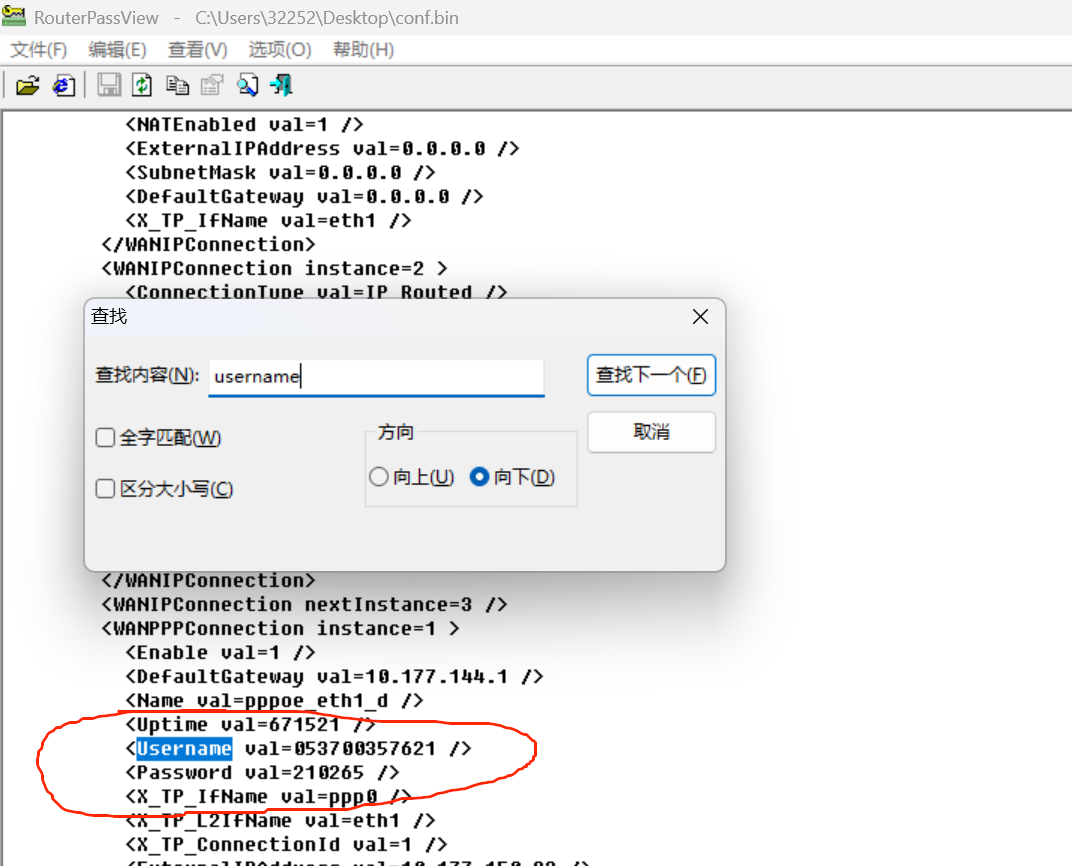 RouterPassView - C:\Users\32252\Desktop\conf.bin
文件(F) 编辑(E) 查看(V) 选项(O) 帮助(H)
<NATEnabled val=1 />
<ExternalIPAddress val=0.0.0.0 />
<SubnetMask val=0.0.0.0 />
<DefaultGateway val=0.0.0.0 />
<X_TP_IfName val=eth1 />
</WANIPConnection>
<WANIPConnection instance=2 >
<ConnectionType val=IP_Routed />
查找
查找内容(N): username 查找下一个(F)
全字匹配(W) 方向 取消
向上(U) 向下(D)
区分大小写(C)
</WANIPConnection>
<WANIPConnection nextInstance=3 />
<WANPPPConnection instance=1 >
<Enable val=1 />
<DefaultGateway val=10.177.144.1 />
<Name val=pppoe_eth1_d />
<Uptime val=671521 />
<Username val=053700357621 />
<Password val=210265 />
<X_TP_IfName val=ppp0 />
<X_TP_L2IfName val=eth1 />
<X_TP_ConnectionId val=1 />